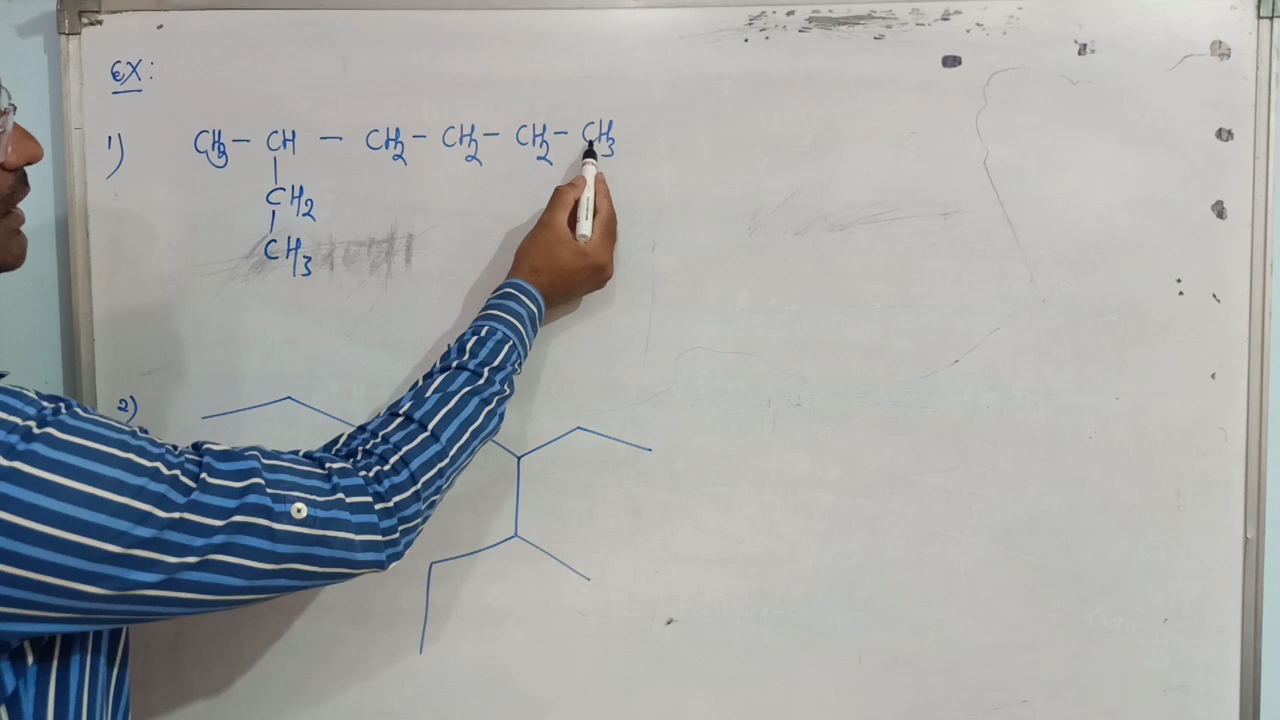 EX:
1) CH3 - CH - CH2 - CH2 - CH2 - CH3
CH2
CH3
2)